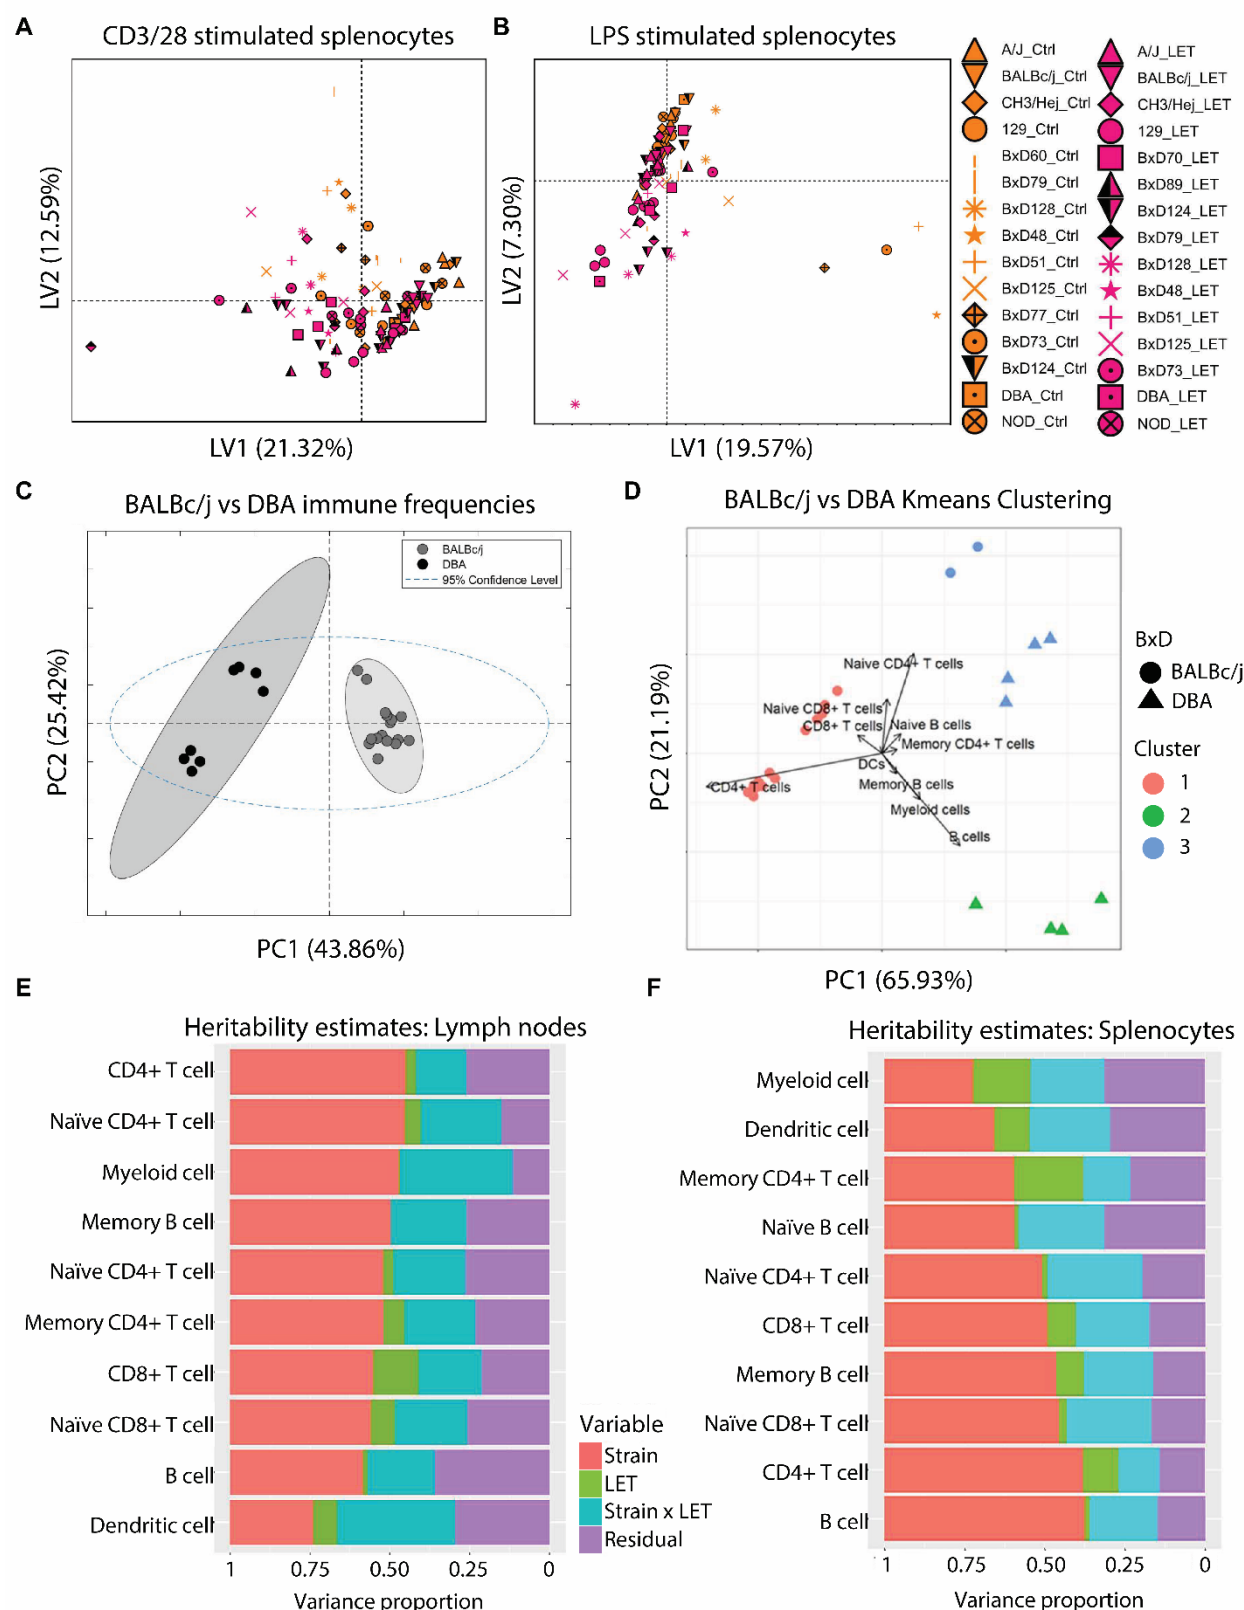 A
CD3/28 stimulated splenocytes
LV2 (12.59%)
LV1 (21.32%)
B
LPS stimulated splenocytes
LV2 (7.30%)
LV1 (19.57%)
A/J_Ctrl
BALBc/j_Ctrl
CH3/Hej_Ctrl
129_Ctrl
BxD60_Ctrl
BxD79_Ctrl
BxD128_Ctrl
BxD48_Ctrl
BxD51_Ctrl
BxD125_Ctrl
BxD77_Ctrl
BxD73_Ctrl
BxD124_Ctrl
DBA_Ctrl
NOD_Ctrl
A/J_LET
BALBc/j_LET
CH3/Hej_LET
129_LET
BxD70_LET
BxD89_LET
BxD124_LET
BxD79_LET
BxD128_LET
BxD48_LET
BxD51_LET
BxD125_LET
BxD73_LET
DBA_LET
NOD_LET
C
BALBc/j vs DBA immune frequencies
BALBc/j
DBA
95% Confidence Level
PC2 (25.42%)
PC1 (43.86%)
D
BALBc/j vs DBA Kmeans Clustering
Naive CD4+ T cells
Naive CD8+ T cells
CD8+ T cells
Naive B cells
Memory CD4+ T cells
DCs
CD4+ T cells
Memory B cells
Myeloid cells
B cells
PC2 (21.19%)
PC1 (65.93%)
BxD
BALBc/j
DBA
Cluster
1
2
3
E
Heritability estimates: Lymph nodes
CD4+ T cell
Naïve CD4+ T cell
Myeloid cell
Memory B cell
Naïve CD4+ T cell
Memory CD4+ T cell
CD8+ T cell
Naïve CD8+ T cell
B cell
Dendritic cell
1 0.75 0.50 0.25 0
Variance proportion
Variable
Strain
LET
Strain x LET
Residual
F
Heritability estimates: Splenocytes
Myeloid cell
Dendritic cell
Memory CD4+ T cell
Naïve B cell
Naïve CD4+ T cell
CD8+ T cell
Memory B cell
Naïve CD8+ T cell
CD4+ T cell
B cell
1 0.75 0.50 0.25 0
Variance proportion